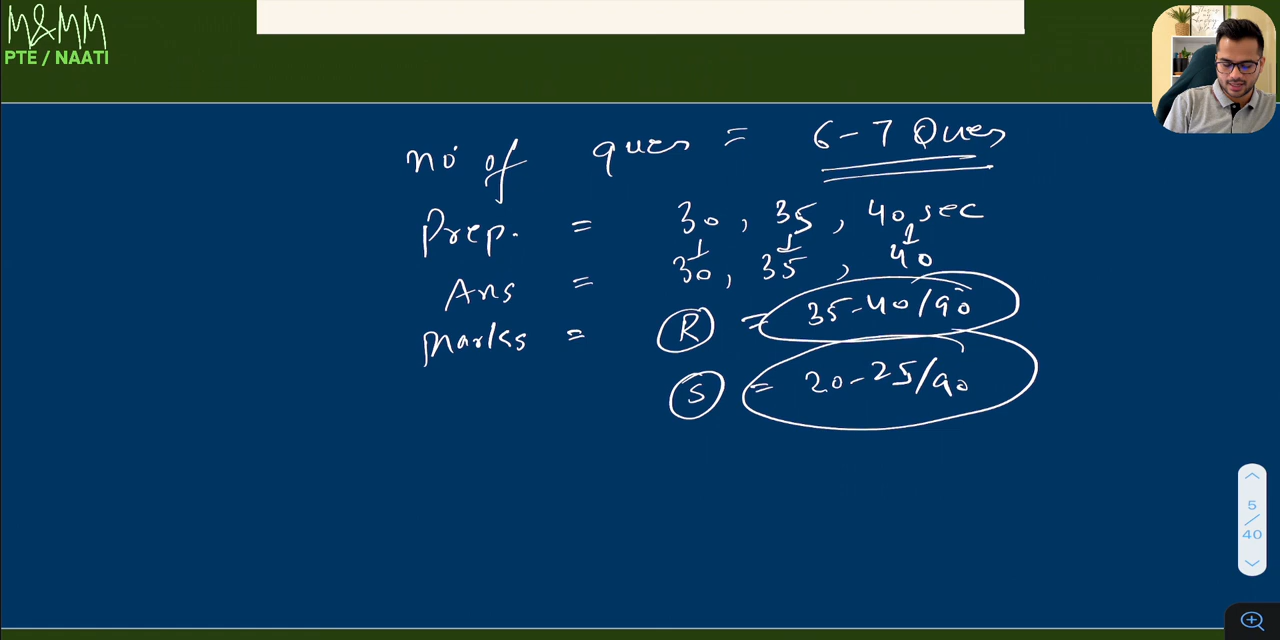 M&MM
PTE / NAATI
no of ques = 6-7 Ques
Prep. = 30, 35, 40 sec
Ans = 30, 35, 40
Marks = R = 35-40/90
S = 20-25/90
5
/
40